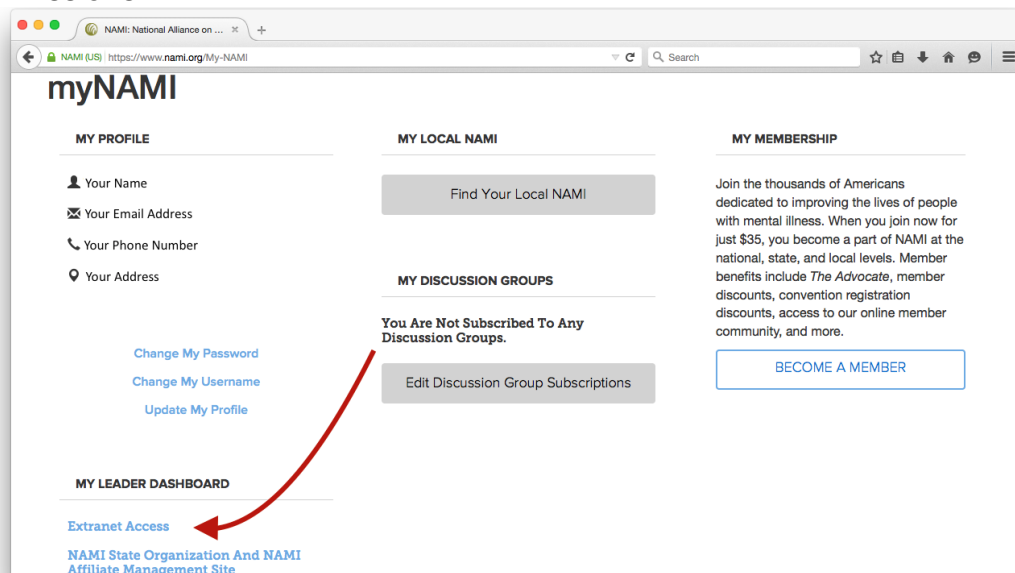 NAMI: National Alliance on ... × +
NAMI (US) https://www.nami.org/My-NAMI Search
myNAMI
MY PROFILE
Your Name
Your Email Address
Your Phone Number
Your Address
Change My Password
Change My Username
Update My Profile
MY LEADER DASHBOARD
Extranet Access
NAMI State Organization And NAMI
Affiliate Management Site
MY LOCAL NAMI
Find Your Local NAMI
MY DISCUSSION GROUPS
You Are Not Subscribed To Any
Discussion Groups.
Edit Discussion Group Subscriptions
MY MEMBERSHIP
Join the thousands of Americans
dedicated to improving the lives of people
with mental illness. When you join now for
just $35, you become a part of NAMI at the
national, state, and local levels. Member
benefits include The Advocate, member
discounts, convention registration
discounts, access to our online member
community, and more.
BECOME A MEMBER